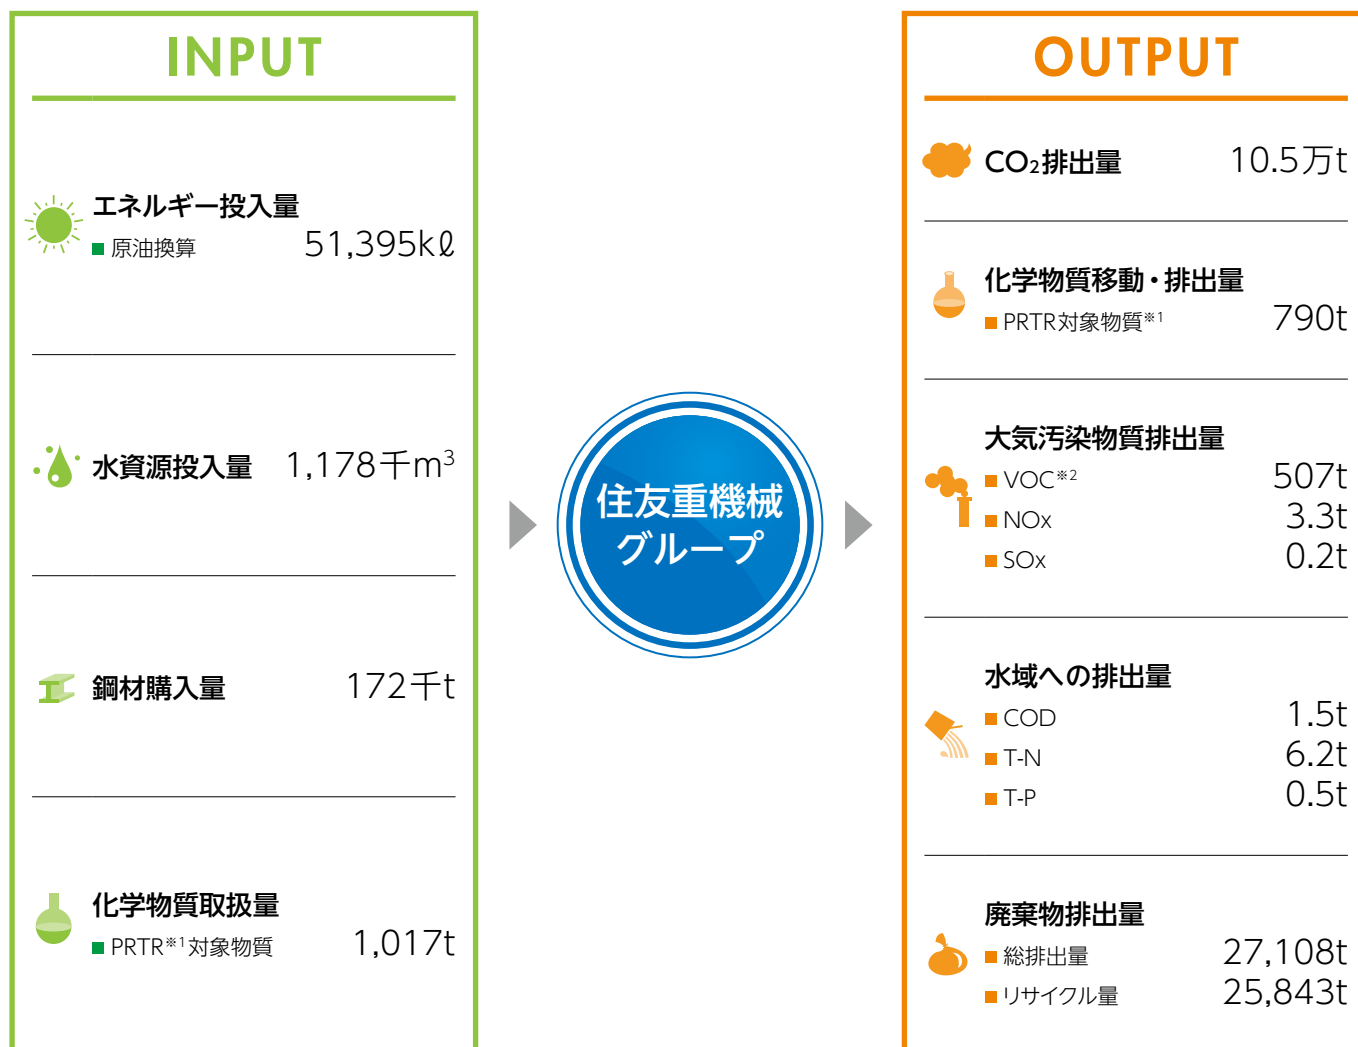 INPUT
エネルギー投入量
■ 原油換算 51,395kℓ
水資源投入量 1,178千m³
鋼材購入量 172千t
化学物質取扱量
■ PRTR※1対象物質 1,017t
住友重機械
グループ
OUTPUT
CO₂排出量 10.5万t
化学物質移動・排出量
■ PRTR対象物質※1 790t
大気汚染物質排出量
■ VOC※2 507t
■ NOx 3.3t
■ SOx 0.2t
水域への排出量
■ COD 1.5t
■ T-N 6.2t
■ T-P 0.5t
廃棄物排出量
■ 総排出量 27,108t
■ リサイクル量 25,843t